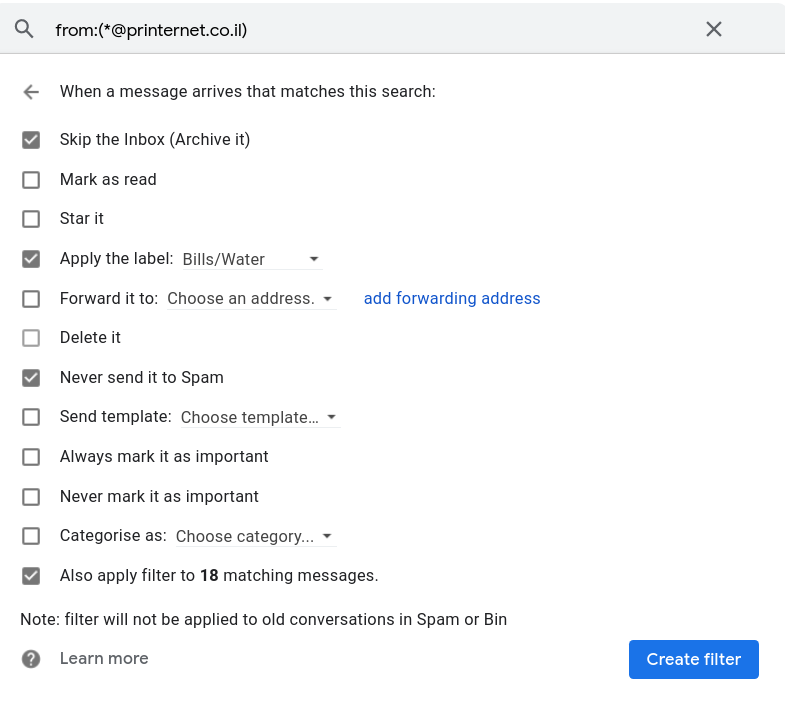 from:(*@printernet.co.il)
When a message arrives that matches this search:
Skip the Inbox (Archive it)
Mark as read
Star it
Apply the label: Bills/Water
Forward it to: Choose an address. add forwarding address
Delete it
Never send it to Spam
Send template: Choose template...
Always mark it as important
Never mark it as important
Categorise as: Choose category...
Also apply filter to 18 matching messages.
Note: filter will not be applied to old conversations in Spam or Bin
? Learn more Create filter